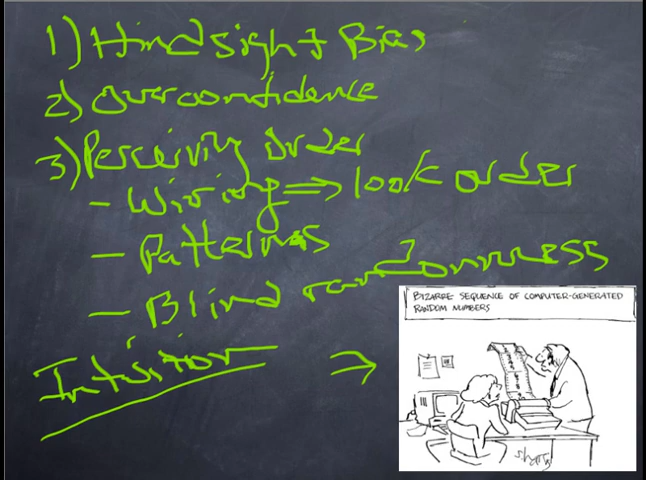 1) Hindsight Bias
2) overconfidence
3) Perceiving Order
- Wiring ⇒ look order
- Patterns
- Blind randomness
Intuition ⇒
BIZARRE SEQUENCE OF COMPUTER-GENERATED
RANDOM NUMBERS